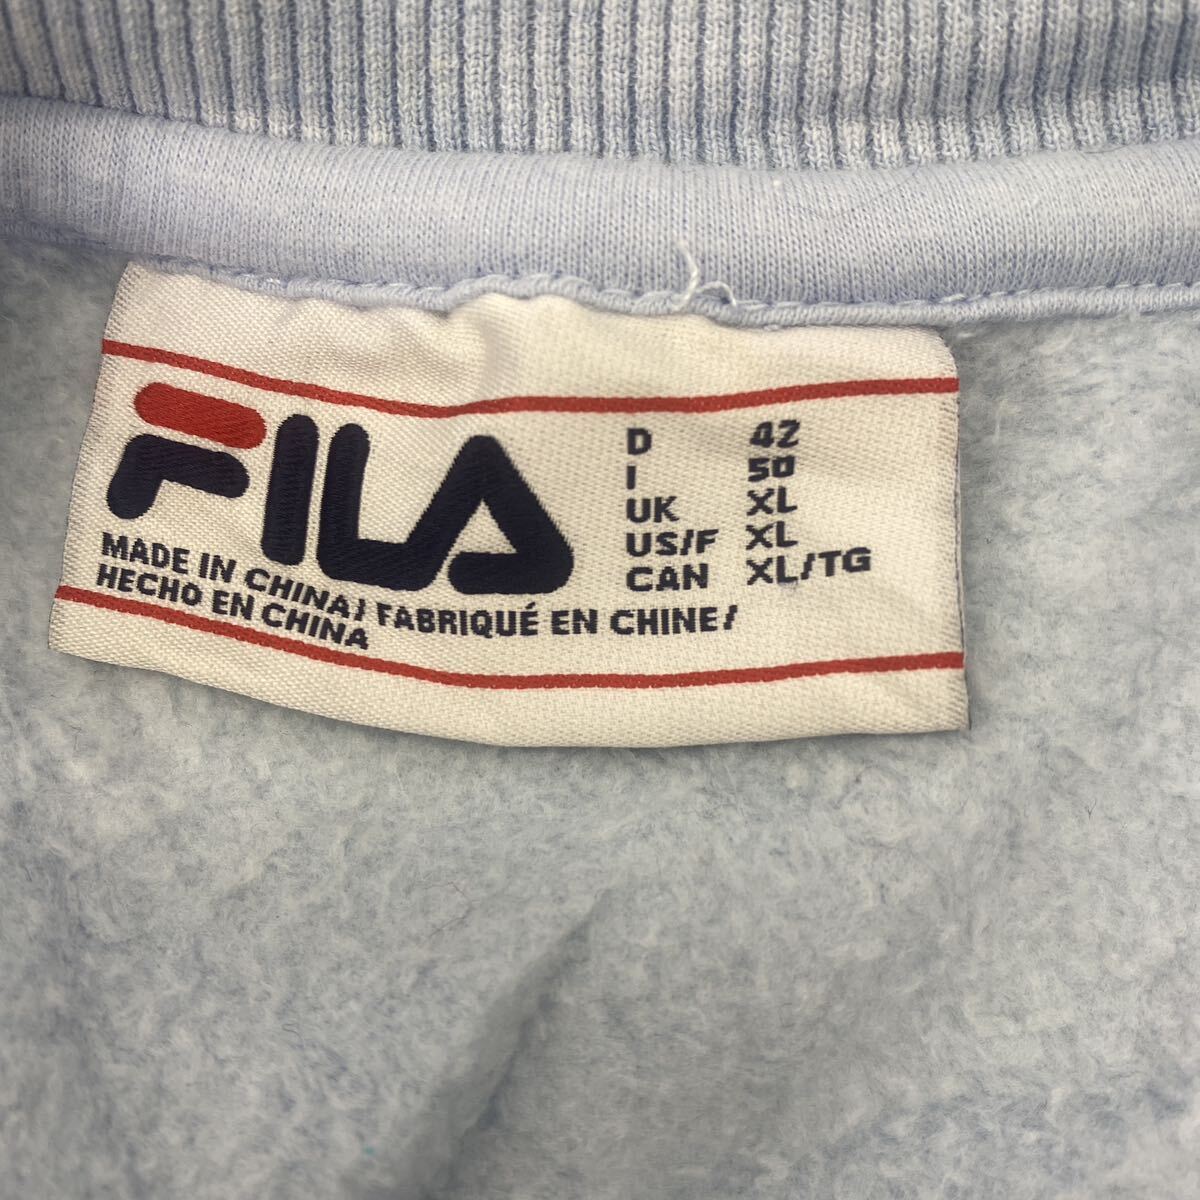 FILA
D 42
I 50
UK XL
US/F XL
CAN XL/TG
MADE IN CHINA/ FABRIQUÉ EN CHINE/
HECHO EN CHINA